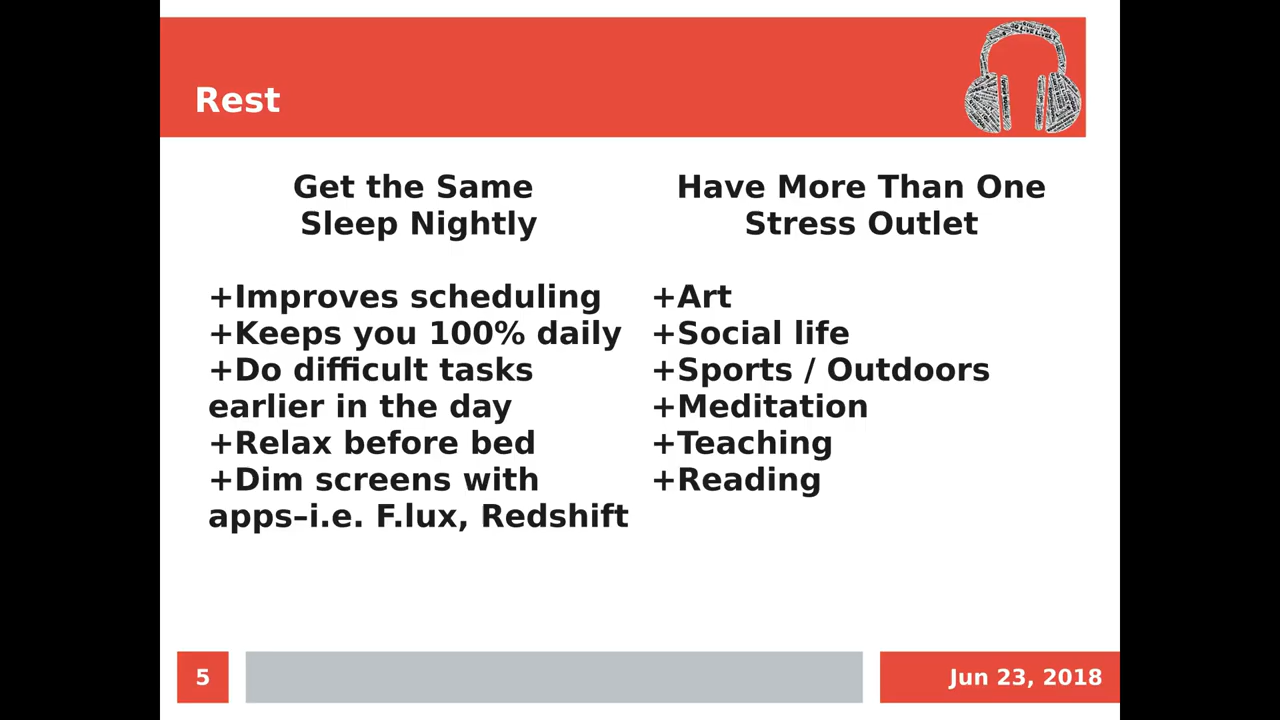 Rest
Get the Same
Sleep Nightly
+Improves scheduling
+Keeps you 100% daily
+Do difficult tasks
earlier in the day
+Relax before bed
+Dim screens with
apps–i.e. F.lux, Redshift
Have More Than One
Stress Outlet
+Art
+Social life
+Sports / Outdoors
+Meditation
+Teaching
+Reading
5
Jun 23, 2018